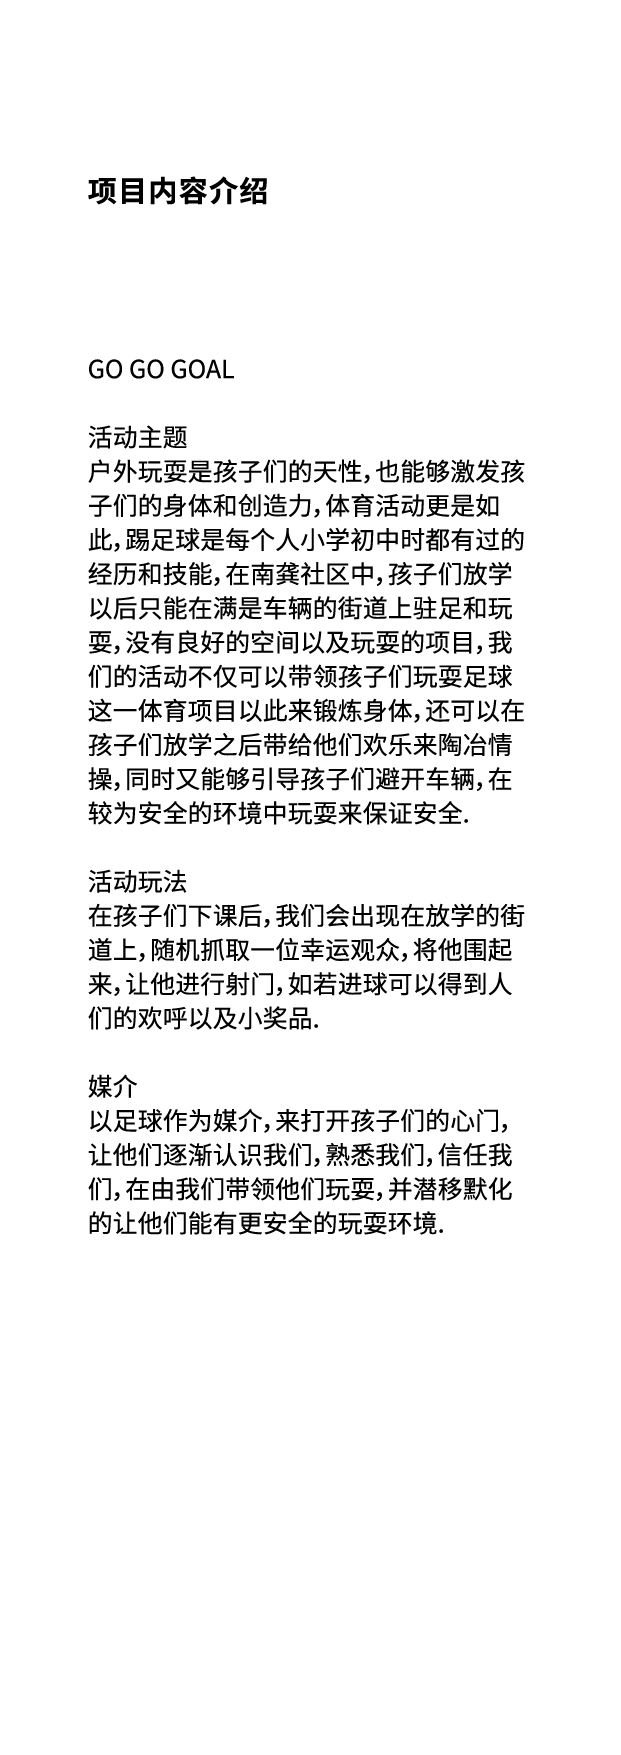 项目内容介绍
GO GO GOAL
活动主题
户外玩耍是孩子们的天性,也能够激发孩
子们的身体和创造力,体育活动更是如
此,踢足球是每个人小学初中时都有过的
经历和技能,在南龚社区中,孩子们放学
以后只能在满是车辆的街道上驻足和玩
耍,没有良好的空间以及玩耍的项目,我
们的活动不仅可以带领孩子们玩耍足球
这一体育项目以此来锻炼身体,还可以在
孩子们放学之后带给他们欢乐来陶冶情
操,同时又能够引导孩子们避开车辆,在
较为安全的环境中玩耍来保证安全.
活动玩法
在孩子们下课后,我们会出现在放学的街
道上,随机抓取一位幸运观众,将他围起
来,让他进行射门,如若进球可以得到人
们的欢呼以及小奖品.
媒介
以足球作为媒介,来打开孩子们的心门,
让他们逐渐认识我们,熟悉我们,信任我
们,在由我们带领他们玩耍,并潜移默化
的让他们能有更安全的玩耍环境.